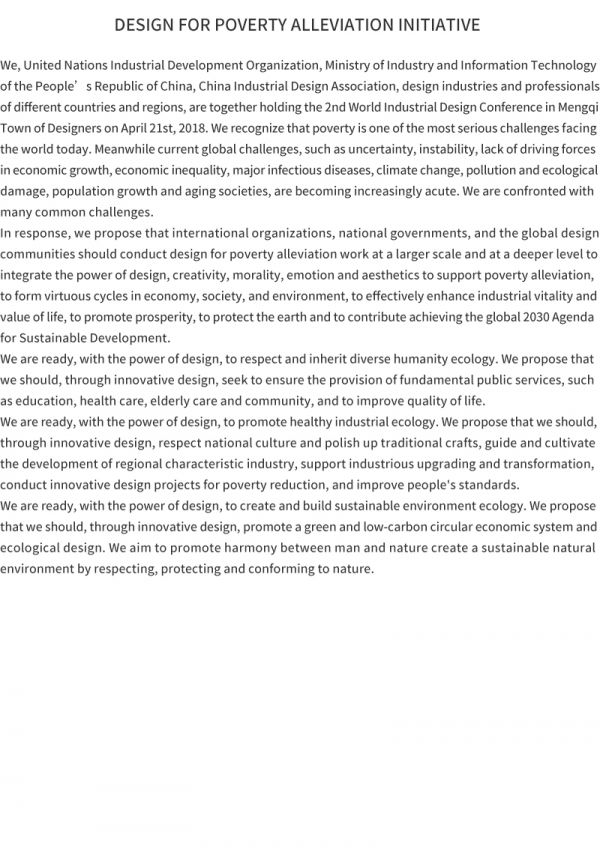 DESIGN FOR POVERTY ALLEVIATION INITIATIVE
We, United Nations Industrial Development Organization, Ministry of Industry and Information Technology
of the People’s Republic of China, China Industrial Design Association, design industries and professionals
of different countries and regions, are together holding the 2nd World Industrial Design Conference in Mengqi
Town of Designers on April 21st, 2018. We recognize that poverty is one of the most serious challenges facing
the world today. Meanwhile current global challenges, such as uncertainty, instability, lack of driving forces
in economic growth, economic inequality, major infectious diseases, climate change, pollution and ecological
damage, population growth and aging societies, are becoming increasingly acute. We are confronted with
many common challenges.
In response, we propose that international organizations, national governments, and the global design
communities should conduct design for poverty alleviation work at a larger scale and at a deeper level to
integrate the power of design, creativity, morality, emotion and aesthetics to support poverty alleviation,
to form virtuous cycles in economy, society, and environment, to effectively enhance industrial vitality and
value of life, to promote prosperity, to protect the earth and to contribute achieving the global 2030 Agenda
for Sustainable Development.
We are ready, with the power of design, to respect and inherit diverse humanity ecology. We propose that
we should, through innovative design, seek to ensure the provision of fundamental public services, such
as education, health care, elderly care and community, and to improve quality of life.
We are ready, with the power of design, to promote healthy industrial ecology. We propose that we should,
through innovative design, respect national culture and polish up traditional crafts, guide and cultivate
the development of regional characteristic industry, support industrious upgrading and transformation,
conduct innovative design projects for poverty reduction, and improve people's standards.
We are ready, with the power of design, to create and build sustainable environment ecology. We propose
that we should, through innovative design, promote a green and low-carbon circular economic system and
ecological design. We aim to promote harmony between man and nature create a sustainable natural
environment by respecting, protecting and conforming to nature.